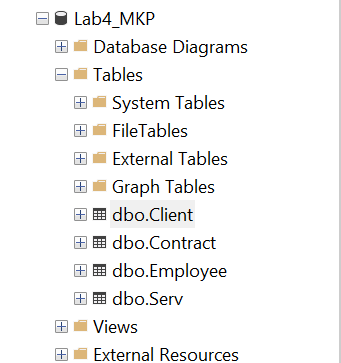 Lab4_MKP
Database Diagrams
Tables
System Tables
FileTables
External Tables
Graph Tables
dbo.Client
dbo.Contract
dbo.Employee
dbo.Serv
Views
External Resources